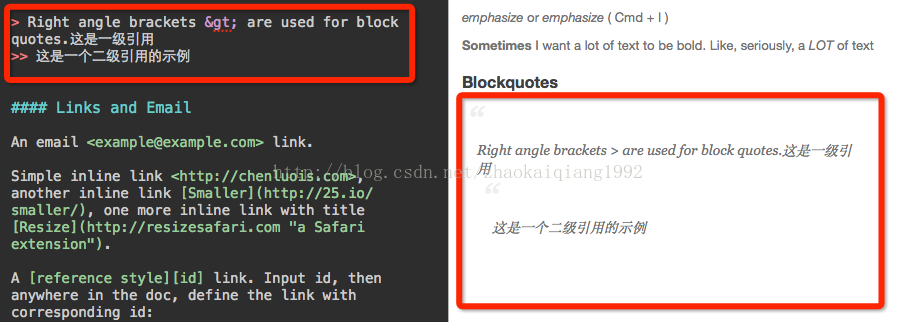 > Right angle brackets &gt; are used for block
quotes.这是一级引用
>> 这是一个二级引用的示例
#### Links and Email
An email <example@example.com> link.
Simple inline link <http://chenluois.com>,
another inline link [Smaller](http://25.io/
smaller/), one more inline link with title
[Resize](http://resizesafari.com "a Safari
extension").
A [reference style][id] link. Input id, then
anywhere in the doc, define the link with
corresponding id:
emphasize or emphasize ( Cmd + I )
Sometimes I want a lot of text to be bold. Like, seriously, a LOT of text
Blockquotes
“
Right angle brackets > are used for block quotes.这是一级引
用
“
这是一个二级引用的示例
http://blog.csdn.net/zhaokaiqiang1992